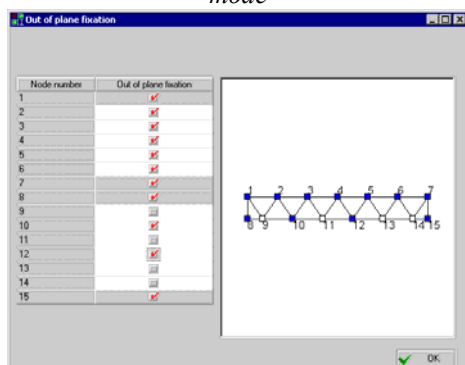 mode
Out of plane fixation
Node number Out of plane fixation
1
2
3
4
5
6
7
8
9
10
11
12
13
14
15
1 2 3 4 5 6 7
8 9 10 11 12 13 14 15
OK